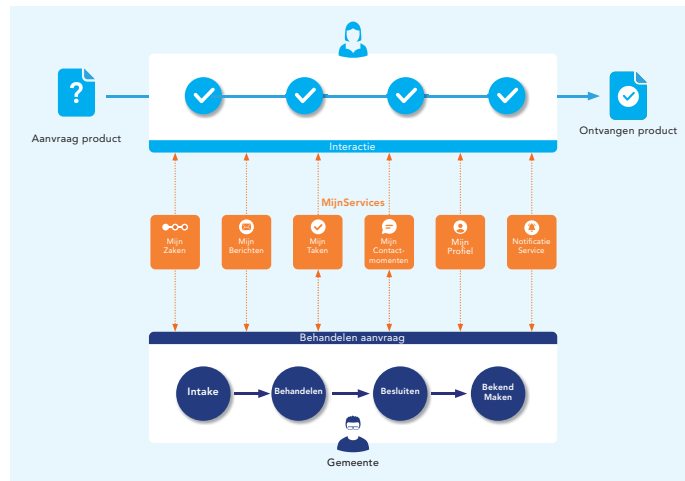 ?
Aanvraag product
Ontvangen product
Interactie
MijnServices
Mijn
Zaken
Mijn
Berichten
Mijn
Taken
Mijn
Contact-
momenten
Mijn
Profiel
Notificatie
Service
Behandelen aanvraag
Intake
Behandelen
Besluiten
Bekend
Maken
Gemeente